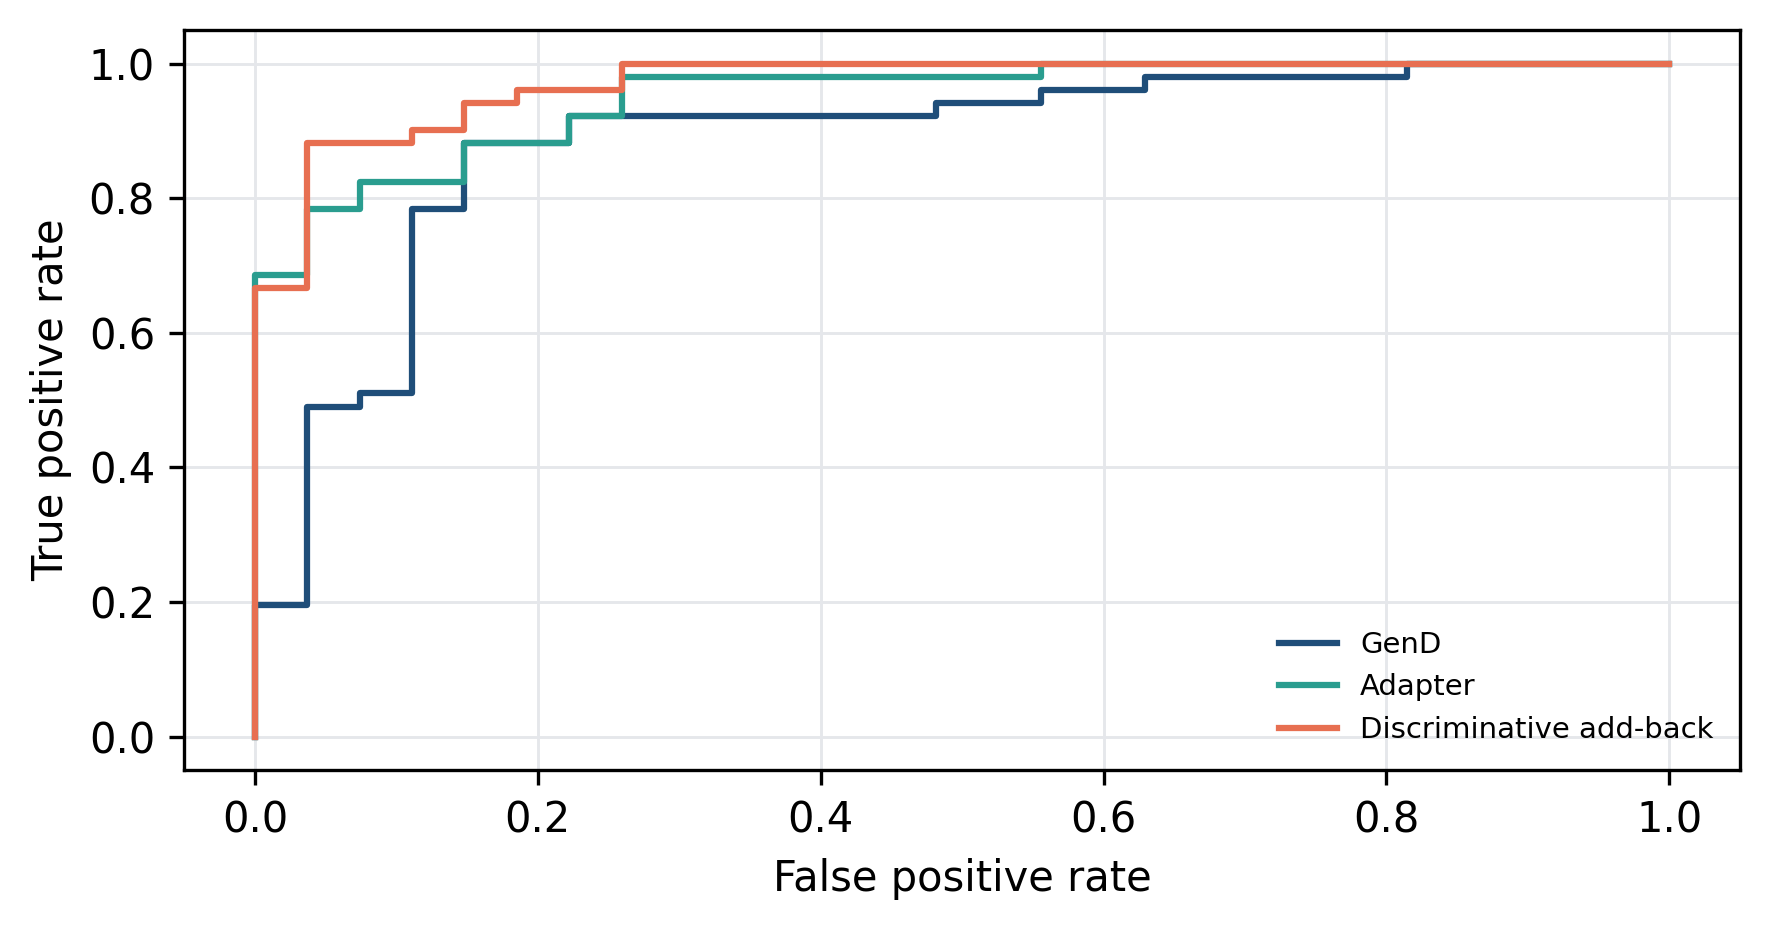 1.0
0.8
0.6
0.4
0.2
0.0
True positive rate
GenD
Adapter
Discriminative add-back
0.0 0.2 0.4 0.6 0.8 1.0
False positive rate